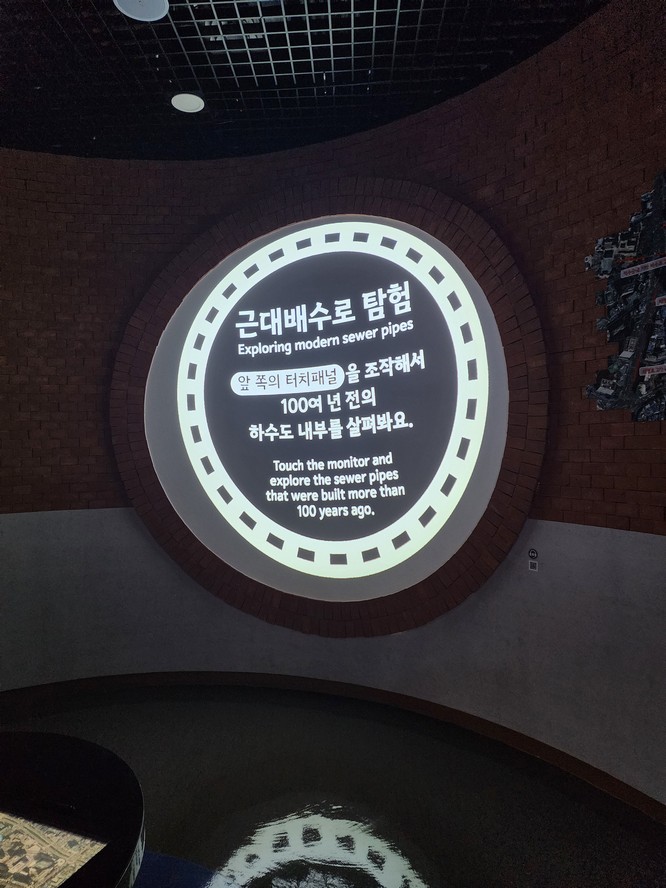 근대배수로 탐험
Exploring modern sewer pipes
앞 쪽의 터치패널을 조작해서
100여 년 전의
하수도 내부를 살펴봐요.
Touch the monitor and
explore the sewer pipes
that were built more than
100 years ago.